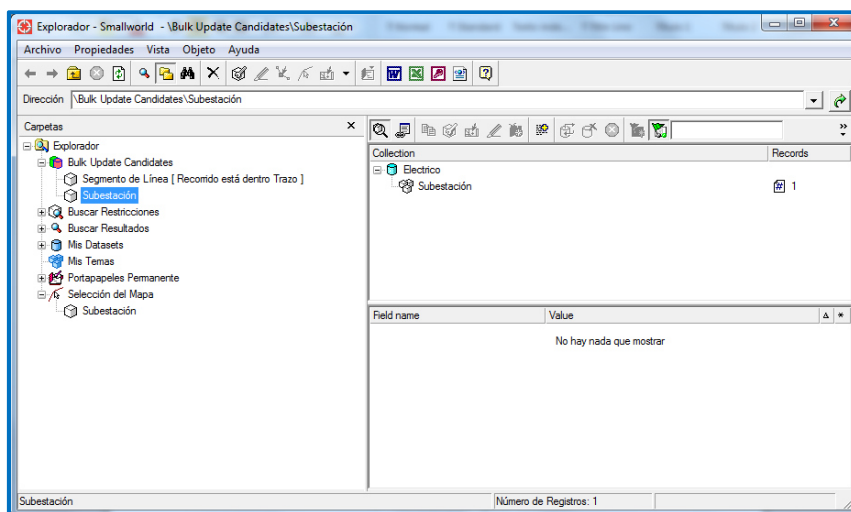 Explorador - Smallworld - \Bulk Update Candidates\Subestación
Archivo Propiedades Vista Objeto Ayuda
Dirección \Bulk Update Candidates\Subestación
Carpetas
Explorador
Bulk Update Candidates
Segmento de Línea [ Recorrido está dentro Trazo ]
Subestación
Buscar Restricciones
Buscar Resultados
Mis Datasets
Mis Temas
Portapapeles Permanente
Selección del Mapa
Subestación
Collection Records
Electrico
Subestación 1
Field name Value
No hay nada que mostrar
Subestación Número de Registros: 1